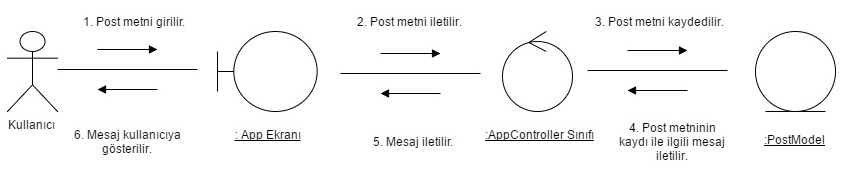 1. Post metni girilir.
2. Post metni iletilir.
3. Post metni kaydedilir.
Kullanıcı
6. Mesaj kullanıcıya
gösterilir.
: App Ekranı
5. Mesaj iletilir.
:AppController Sınıfı
4. Post metninin
kaydı ile ilgili mesaj
iletilir.
:PostModel